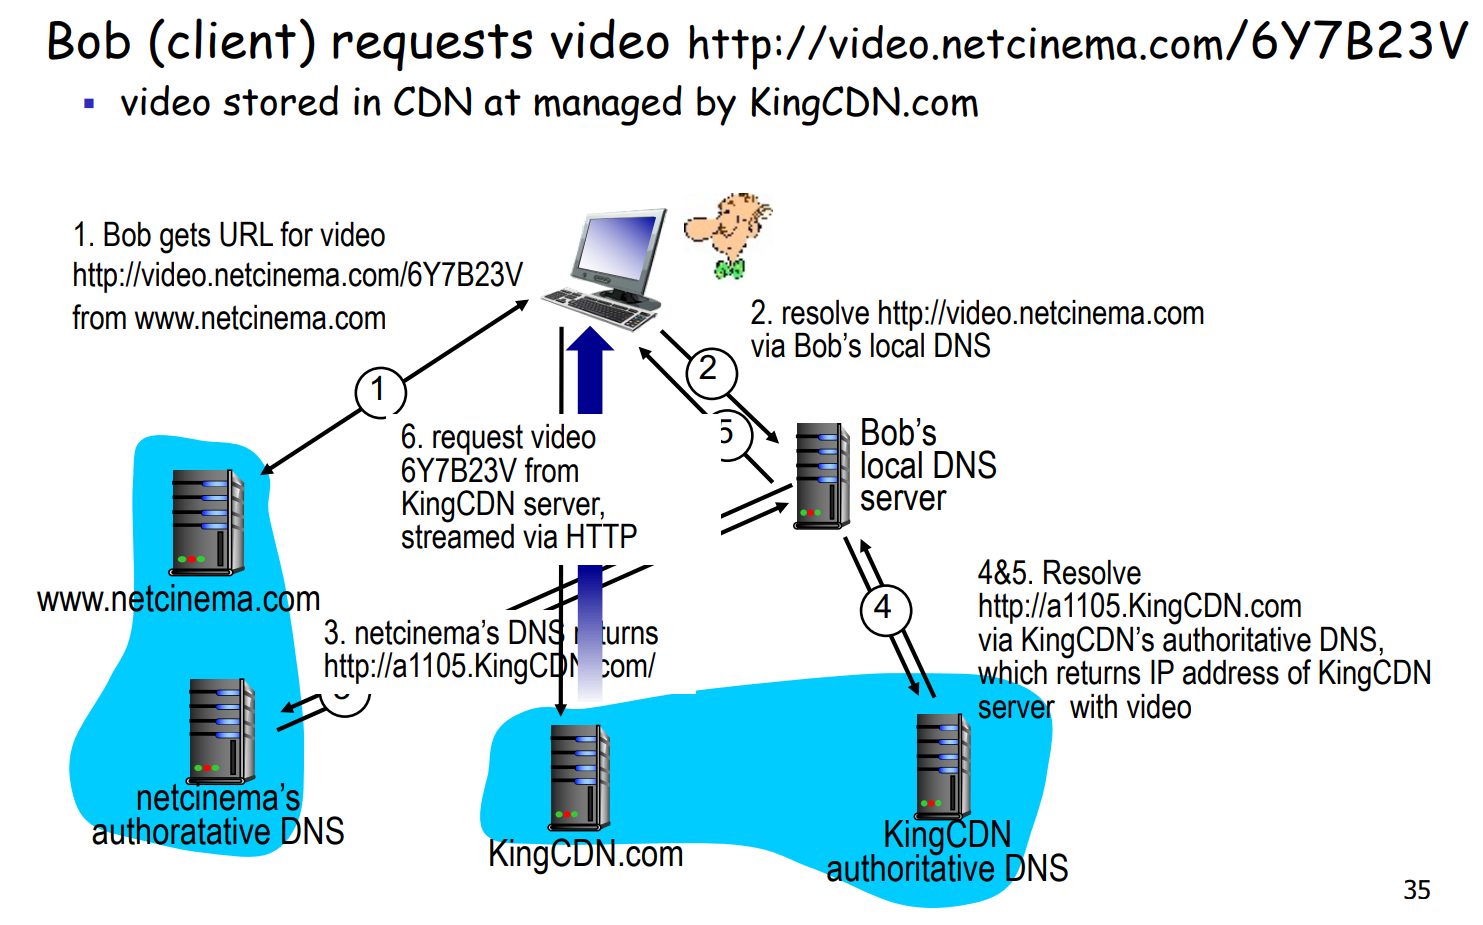 Bob (client) requests video http://video.netcinema.com/6Y7B23V
▪ video stored in CDN at managed by KingCDN.com
1. Bob gets URL for video
http://video.netcinema.com/6Y7B23V
from www.netcinema.com
2. resolve http://video.netcinema.com
via Bob’s local DNS
1
2
5
6. request video
6Y7B23V from
KingCDN server,
streamed via HTTP
Bob’s
local DNS
server
www.netcinema.com
3. netcinema’s DNS returns
http://a1105.KingCDN.com/
4
4&5. Resolve
http://a1105.KingCDN.com
via KingCDN’s authoritative DNS,
which returns IP address of KingCDN
server with video
netcinema’s
authoratative DNS
KingCDN.com
KingCDN
authoritative DNS
35